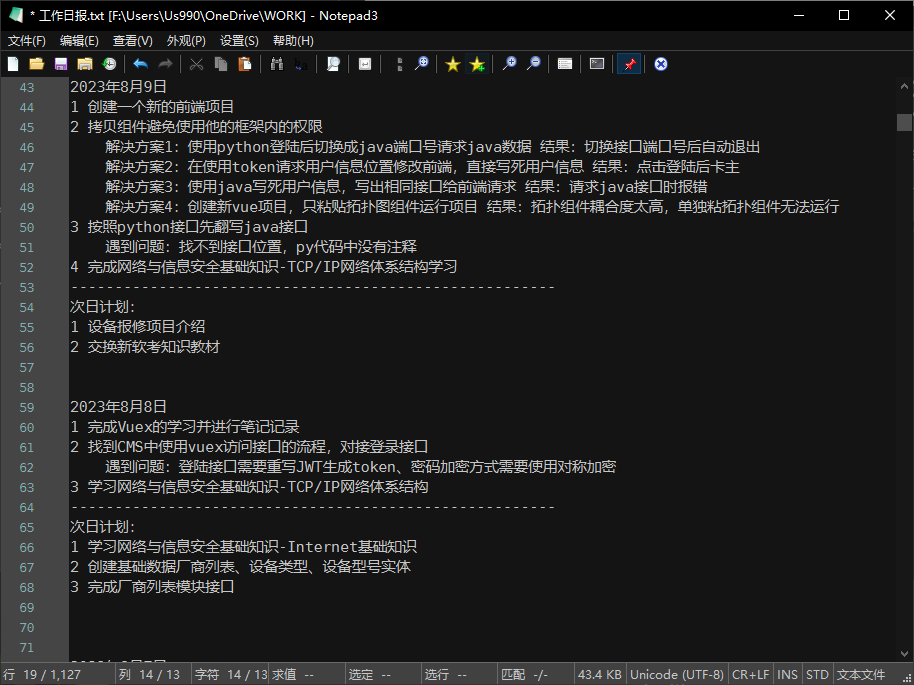 * 工作日报.txt [F:\Users\Us990\OneDrive\WORK] - Notepad3
文件(F) 编辑(E) 查看(V) 外观(P) 设置(S) 帮助(H)
43 2023年8月9日
44 1 创建一个新的前端项目
45 2 拷贝组件避免使用他的框架内的权限
46 解决方案1: 使用python登陆后切换成java端口号请求java数据 结果: 切换接口端口号后自动退出
47 解决方案2: 在使用token请求用户信息位置修改前端, 直接写死用户信息 结果: 点击登陆后卡主
48 解决方案3: 使用java写死用户信息, 写出相同接口给前端请求 结果: 请求java接口时报错
49 解决方案4: 创建新vue项目, 只粘贴拓扑图组件运行项目 结果: 拓扑组件耦合度太高, 单独粘拓扑组件无法运行
50 3 按照python接口先翻写java接口
51 遇到问题: 找不到接口位置, py代码中没有注释
52 4 完成网络与信息安全基础知识-TCP/IP网络体系结构学习
53 -------------------------------------------------------
54 次日计划:
55 1 设备报修项目介绍
56 2 交换新软考知识教材
57
58
59 2023年8月8日
60 1 完成Vuex的学习并进行笔记记录
61 2 找到CMS中使用vuex访问接口的流程, 对接登录接口
62 遇到问题: 登陆接口需要重写JWT生成token、密码加密方式需要使用对称加密
63 3 学习网络与信息安全基础知识-TCP/IP网络体系结构
64 -------------------------------------------------------
65 次日计划:
66 1 学习网络与信息安全基础知识-Internet基础知识
67 2 创建基础数据厂商列表、设备类型、设备型号实体
68 3 完成厂商列表模块接口
69
70
71
行 19 / 1,127 列 14 / 13 字符 14 / 13 求值 -- 选定 -- 选行 -- 匹配 -/- 43.4 KB Unicode (UTF-8) CR+LF INS STD 文本文件